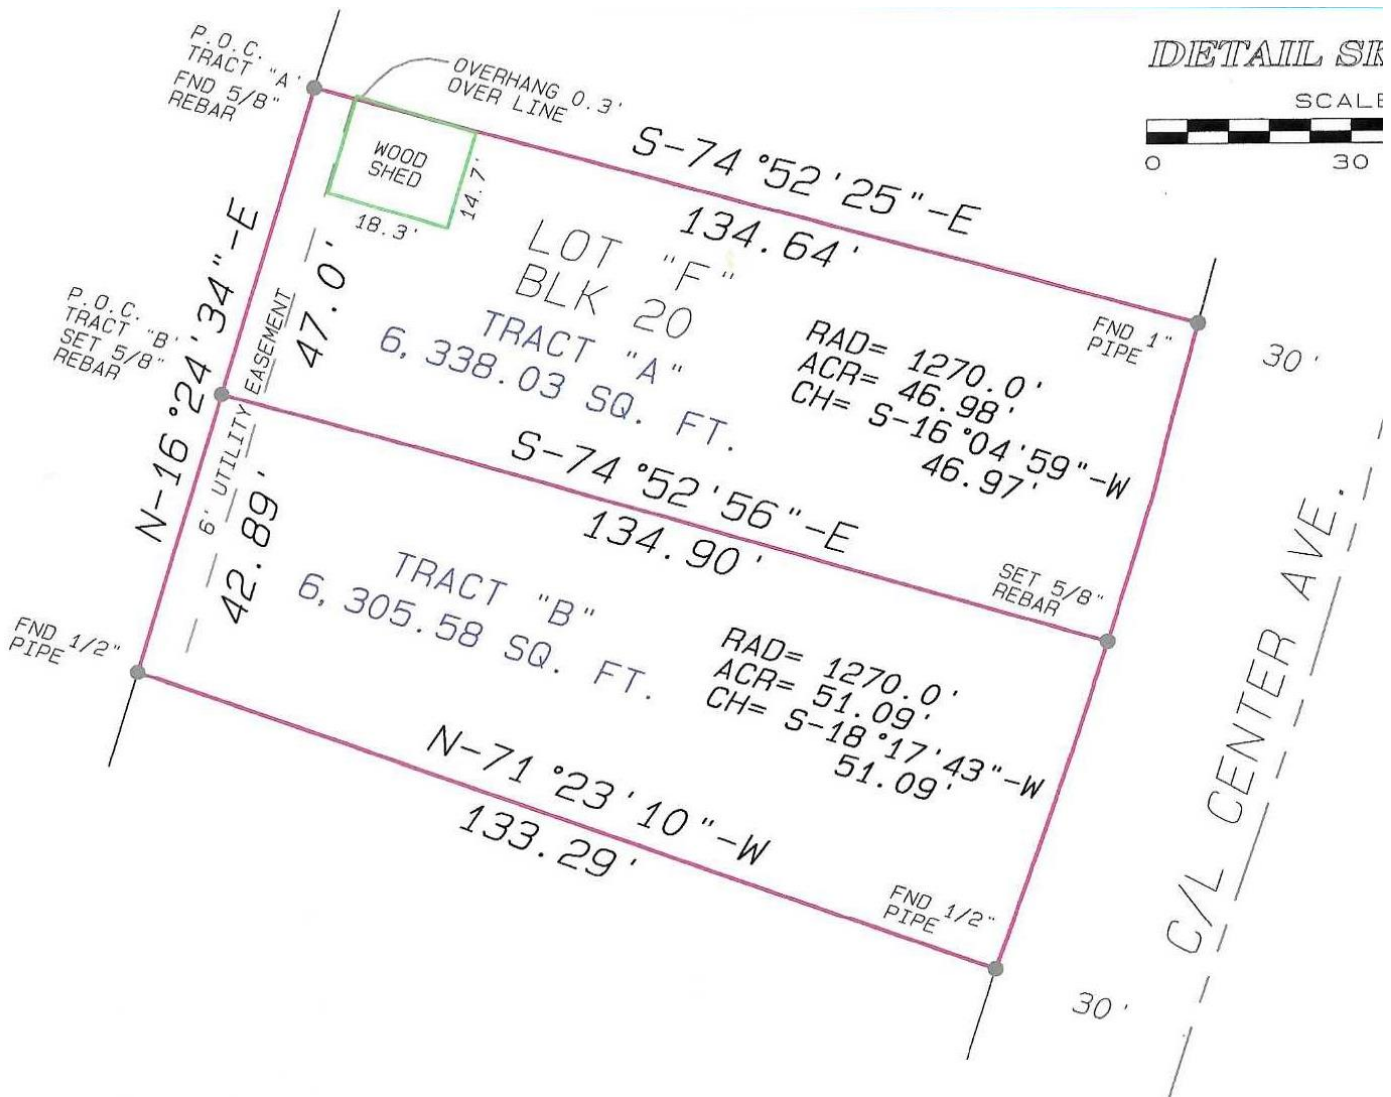 DETAIL SK
SCALE
0 30
P.O.C.
TRACT "A"
FND 5/8"
REBAR
OVERHANG 0.3'
OVER LINE
WOOD
SHED
14.7'
18.3'
S-74°52'25"-E
134.64'
LOT "F"
BLK 20
TRACT "A"
6,338.03 SQ. FT.
RAD= 1270.0'
ACR= 46.98'
CH= S-16°04'59"-W
46.97'
FND 1"
PIPE
30'
N-16°24'34"-E
47.0'
6' UTILITY EASEMENT
P.O.C.
TRACT "B"
SET 5/8"
REBAR
S-74°52'56"-E
134.90'
SET 5/8"
REBAR
42.89'
TRACT "B"
6,305.58 SQ. FT.
RAD= 1270.0'
ACR= 51.09'
CH= S-18°17'43"-W
51.09'
FND 1/2"
PIPE
N-71°23'10"-W
133.29'
FND 1/2"
PIPE
30'
C/L CENTER AVE.